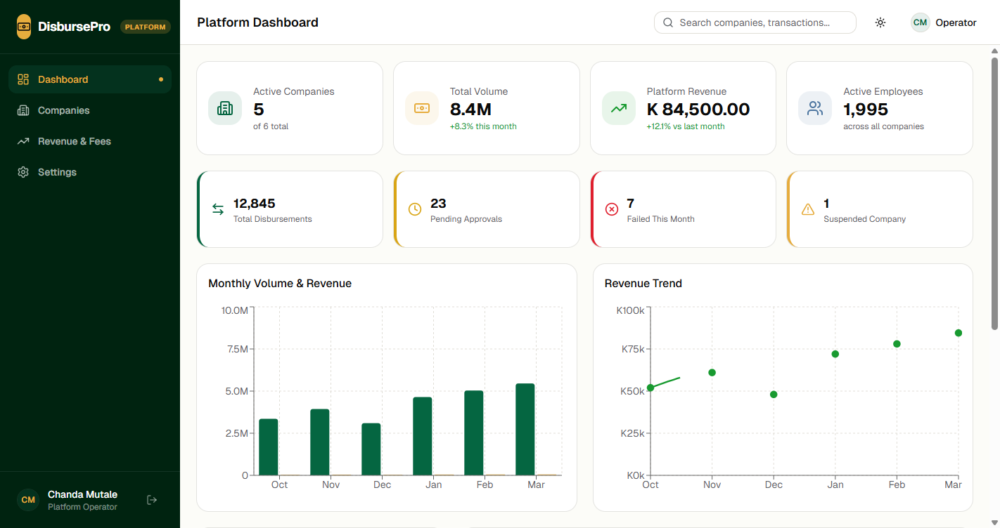 DisbursePro PLATFORM
Platform Dashboard
Search companies, transactions...
CM Operator
Dashboard
Companies
Revenue & Fees
Settings
Active Companies
5
of 6 total
Total Volume
8.4M
+8.3% this month
Platform Revenue
K 84,500.00
+12.1% vs last month
Active Employees
1,995
across all companies
12,845
Total Disbursements
23
Pending Approvals
7
Failed This Month
1
Suspended Company
Monthly Volume & Revenue
10.0M
7.5M
5.0M
2.5M
0
Oct Nov Dec Jan Feb Mar
Revenue Trend
K100k
K75k
K50k
K25k
K0k
Oct Nov Dec Jan Feb Mar
CM
Chanda Mutale
Platform Operator